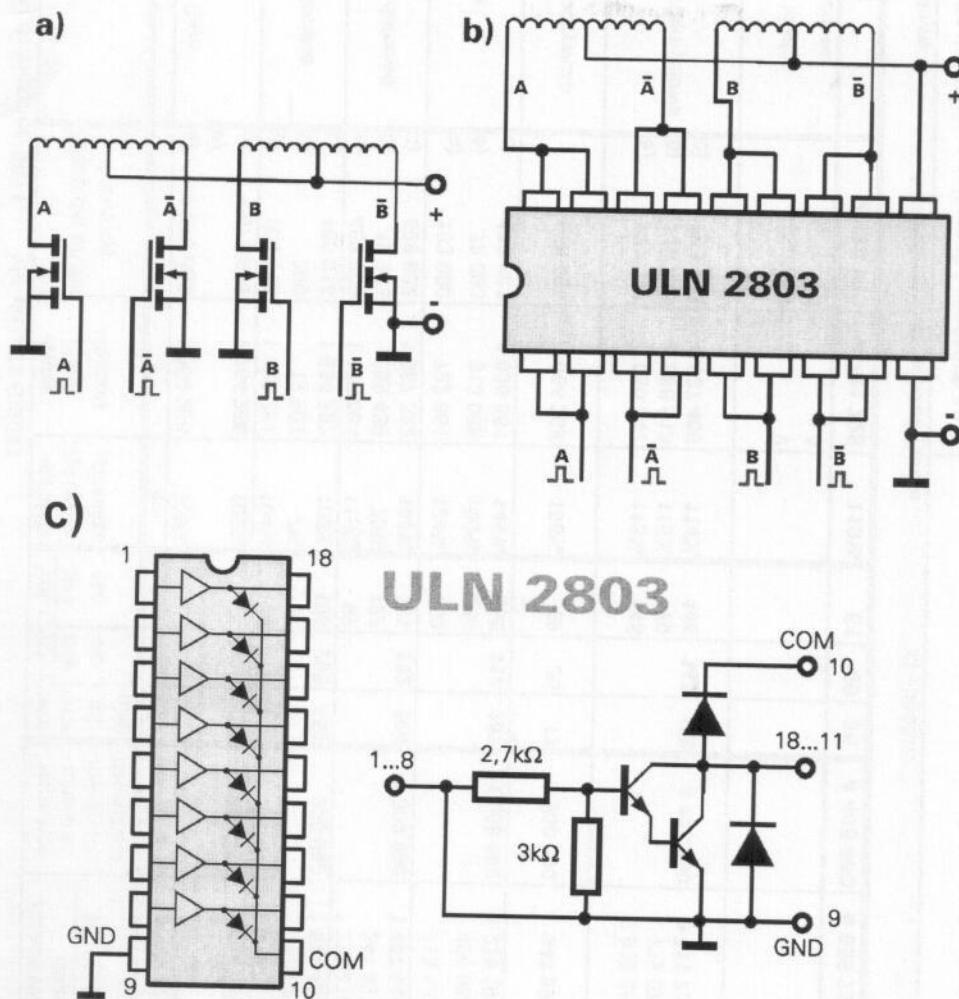 a)
A
Ā
B
B̄
+
-
A
Ā
B
B̄
b)
A
Ā
B
B̄
+
ULN 2803
-
A
Ā
B
B̄
c)
1
18
GND
COM
9
10
ULN 2803
COM
10
1...8
2,7kΩ
18...11
3kΩ
9
GND